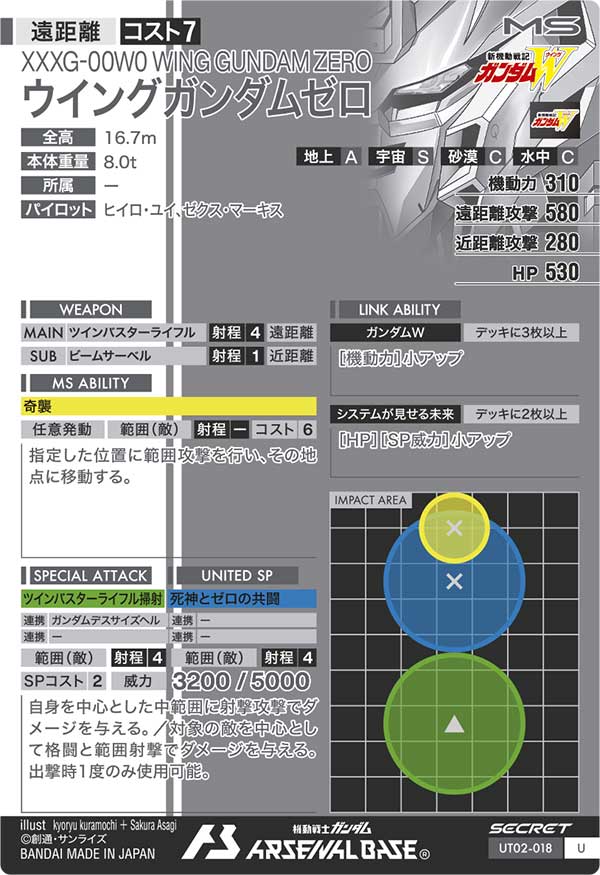 遠距離 コスト7 MS
XXXG-00W0 WING GUNDAM ZERO
ウイングガンダムゼロ
新機動戦記
ガンダムW
ウイング
全高 16.7m
本体重量 8.0t
所属 ー
パイロット ヒイロ・ユイ、ゼクス・マーキス
地上 A 宇宙 S 砂漠 C 水中 C
機動力 310
遠距離攻撃 580
近距離攻撃 280
HP 530
WEAPON
MAIN ツインバスターライフル 射程 4 遠距離
SUB ビームサーベル 射程 1 近距離
MS ABILITY
奇襲
任意発動 範囲(敵) 射程 ー コスト 6
指定した位置に範囲攻撃を行い、その地
点に移動する。
LINK ABILITY
ガンダムW デッキに3枚以上
[機動力]小アップ
システムが見せる未来 デッキに2枚以上
[HP][SP威力]小アップ
IMPACT AREA
SPECIAL ATTACK UNITED SP
ツインバスターライフル掃射 死神とゼロの共闘
連携 ガンダムデスサイズヘル 連携 ー
連携 ー 連携 ー
範囲(敵) 射程 4 範囲(敵) 射程 4
SPコスト 2 威力 3200 / 5000
自身を中心とした中範囲に射撃攻撃でダ
メージを与える。/対象の敵を中心とし
て格闘と範囲射撃でダメージを与える。
出撃時1度のみ使用可能。
illust kyoryu kuramochi + Sakura Asagi
©創通・サンライズ
BANDAI MADE IN JAPAN
機動戦士ガンダム
ARSENAL BASE ®
SECRET
UT02-018 U